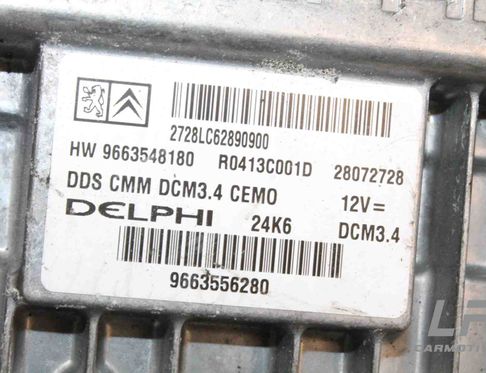 2728LC62890900
HW 9663548180 R0413C001D 28072728
DDS CMM DCM3.4 CEMO 12V=
DELPHI 24K6 DCM3.4
9663556280